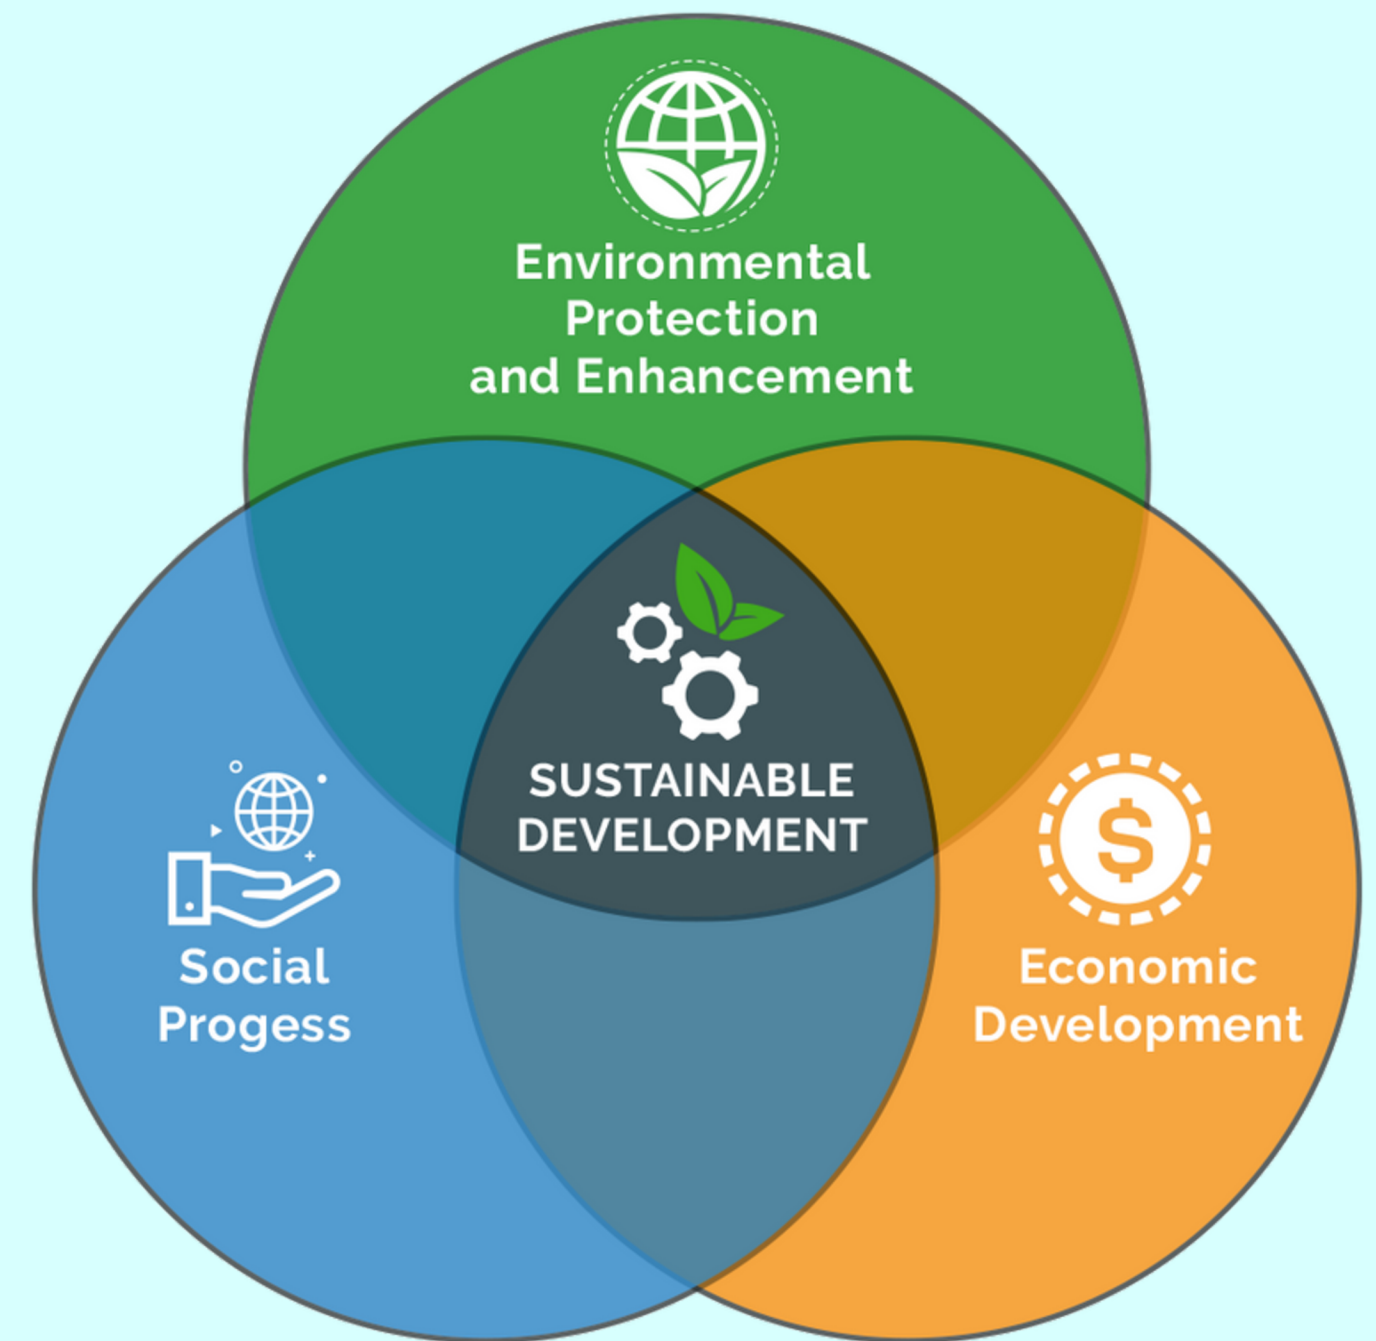 Environmental
Protection
and Enhancement
SUSTAINABLE
DEVELOPMENT
$
Social
Progess
Economic
Development